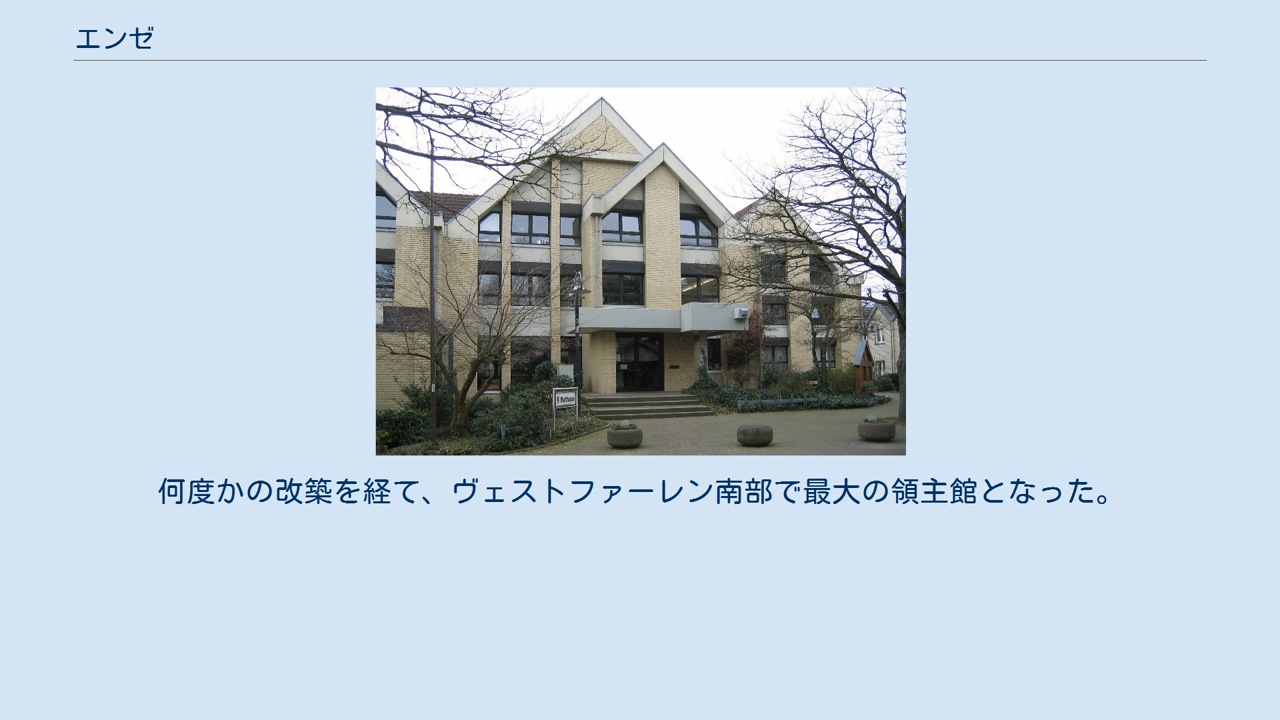 エンゼ
Rathaus
何度かの改築を経て、ヴェストファーレン南部で最大の領主館となった。